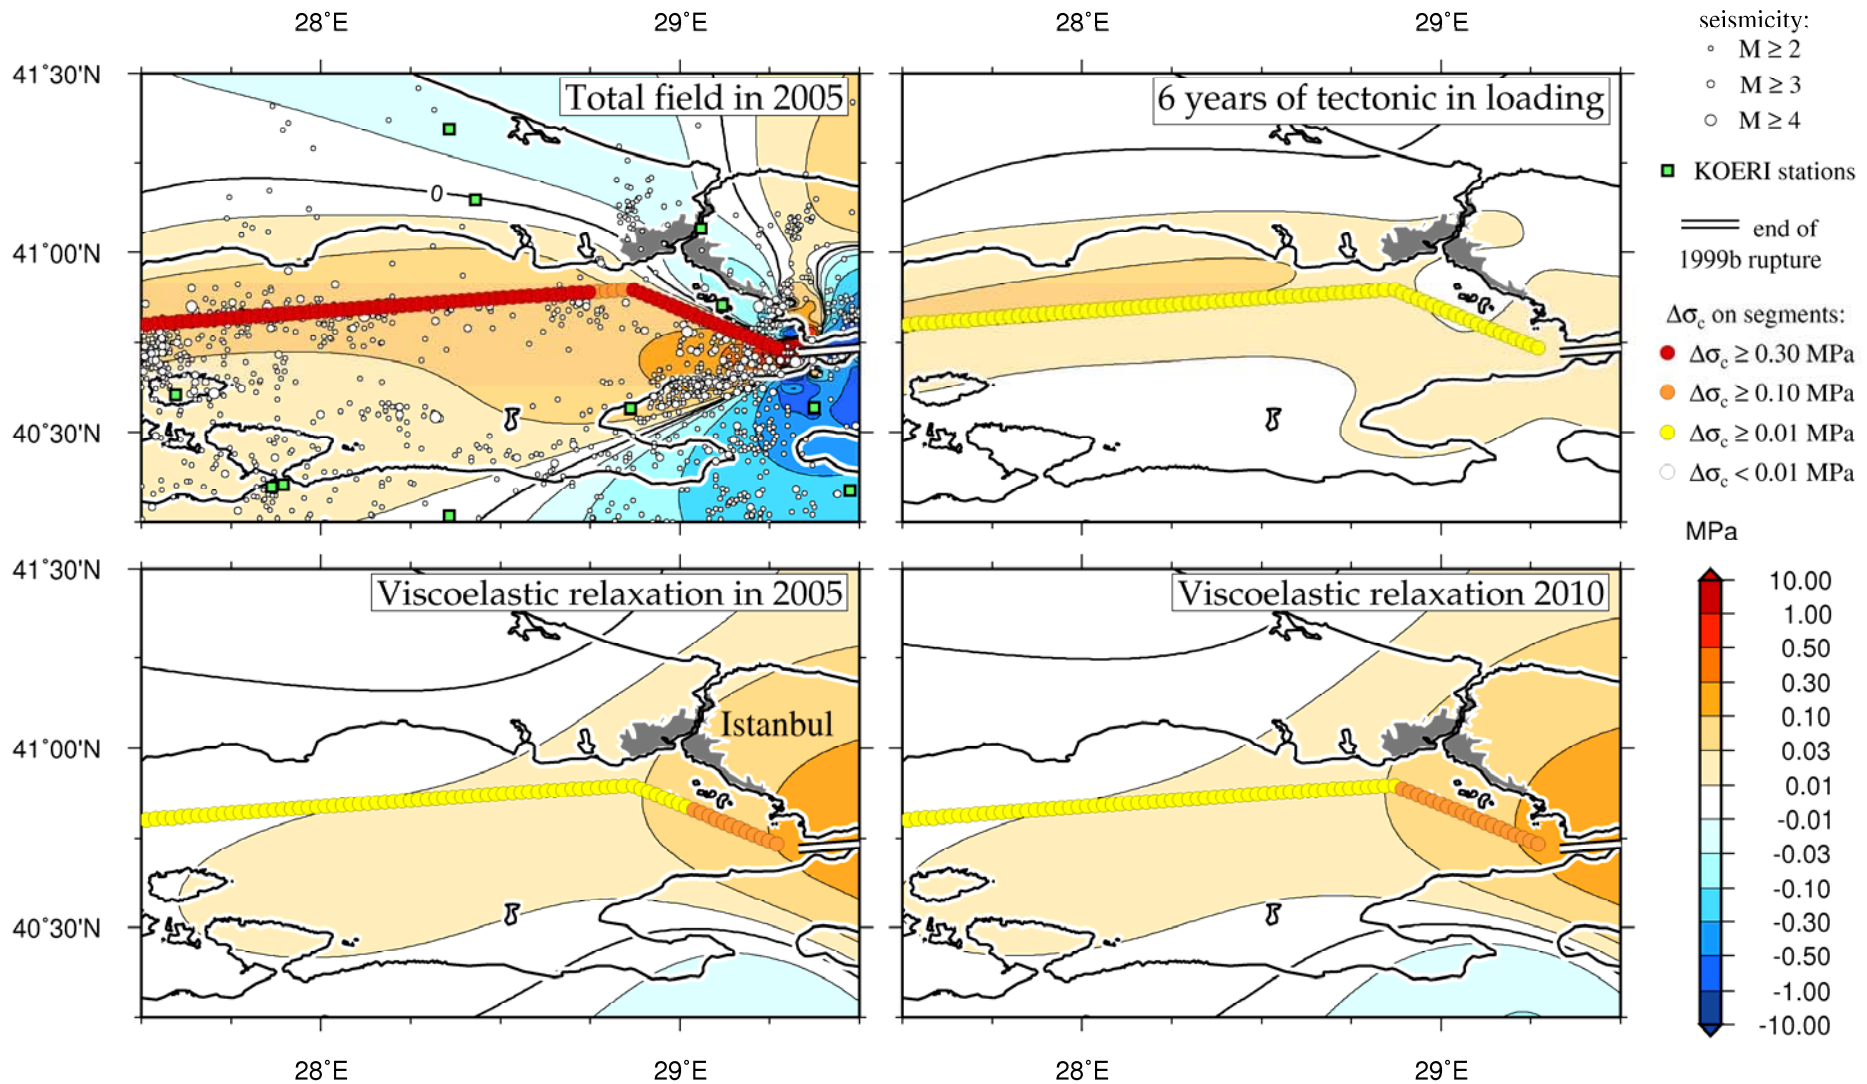 28°E
29°E
28°E
29°E
41°30'N
41°00'N
40°30'N
Total field in 2005
0
6 years of tectonic in loading
seismicity:
M ≥ 2
M ≥ 3
M ≥ 4
KOERI stations
end of
1999b rupture
Δσc on segments:
Δσc ≥ 0.30 MPa
Δσc ≥ 0.10 MPa
Δσc ≥ 0.01 MPa
Δσc < 0.01 MPa
41°30'N
41°00'N
40°30'N
Viscoelastic relaxation in 2005
Istanbul
Viscoelastic relaxation 2010
MPa
10.00
1.00
0.50
0.30
0.10
0.03
0.01
-0.01
-0.03
-0.10
-0.30
-0.50
-1.00
-10.00
28°E
29°E
28°E
29°E